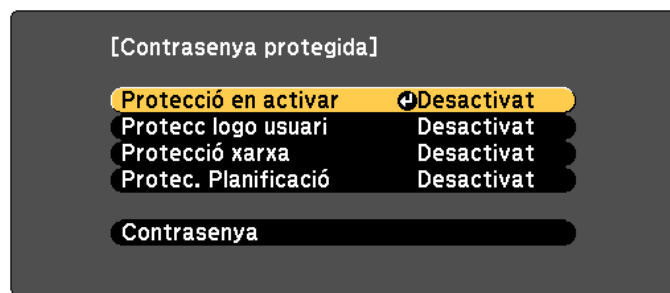 [Contrasenya protegida]
Protecció en activar Desactivat
Protecc logo usuari Desactivat
Protecció xarxa Desactivat
Protec. Planificació Desactivat
Contrasenya